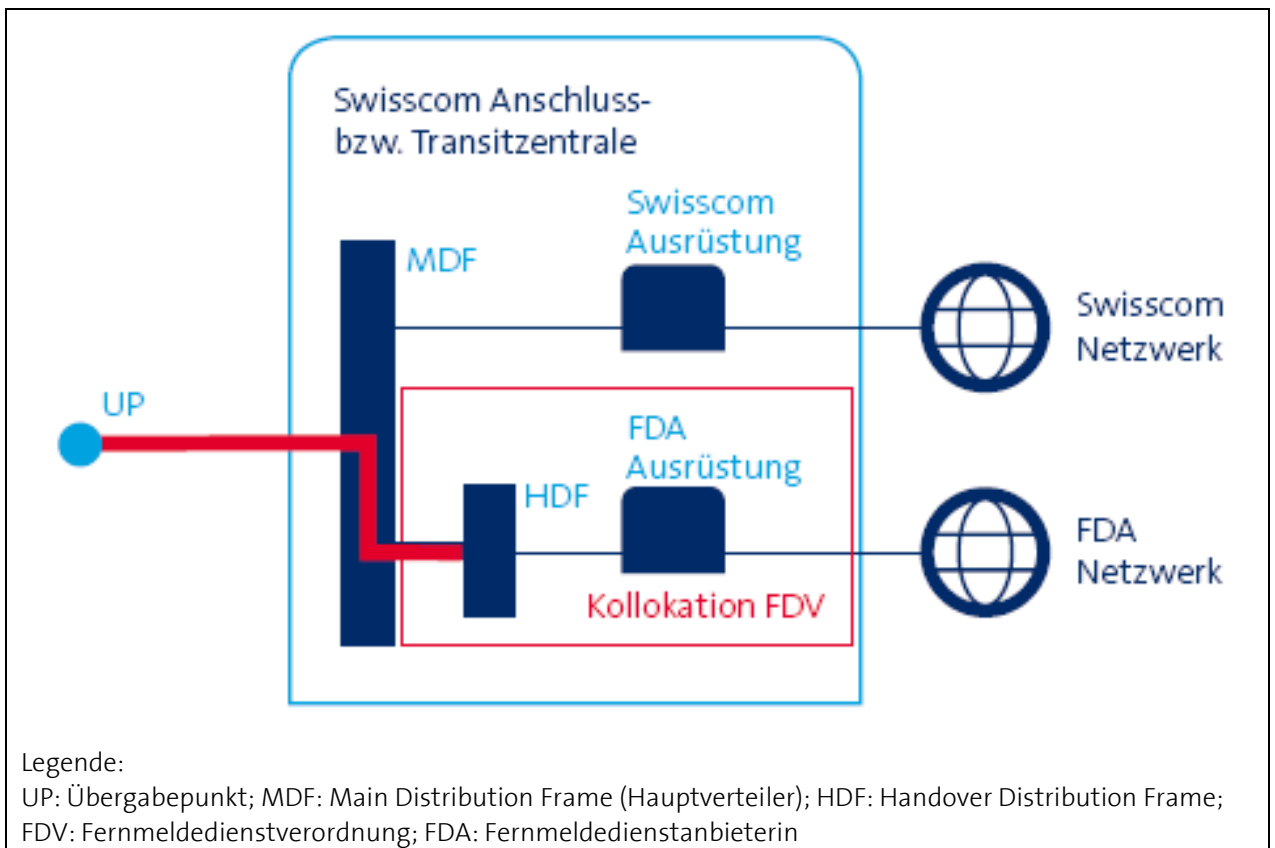 Swisscom Anschluss-
bzw. Transitzentrale
Swisscom
Ausrüstung
MDF
Swisscom
Netzwerk
UP
FDA
Ausrüstung
HDF
FDA
Netzwerk
Kollokation FDV
Legende:
UP: Übergabepunkt; MDF: Main Distribution Frame (Hauptverteiler); HDF: Handover Distribution Frame;
FDV: Fernmeldedienstverordnung; FDA: Fernmeldedienstanbieterin